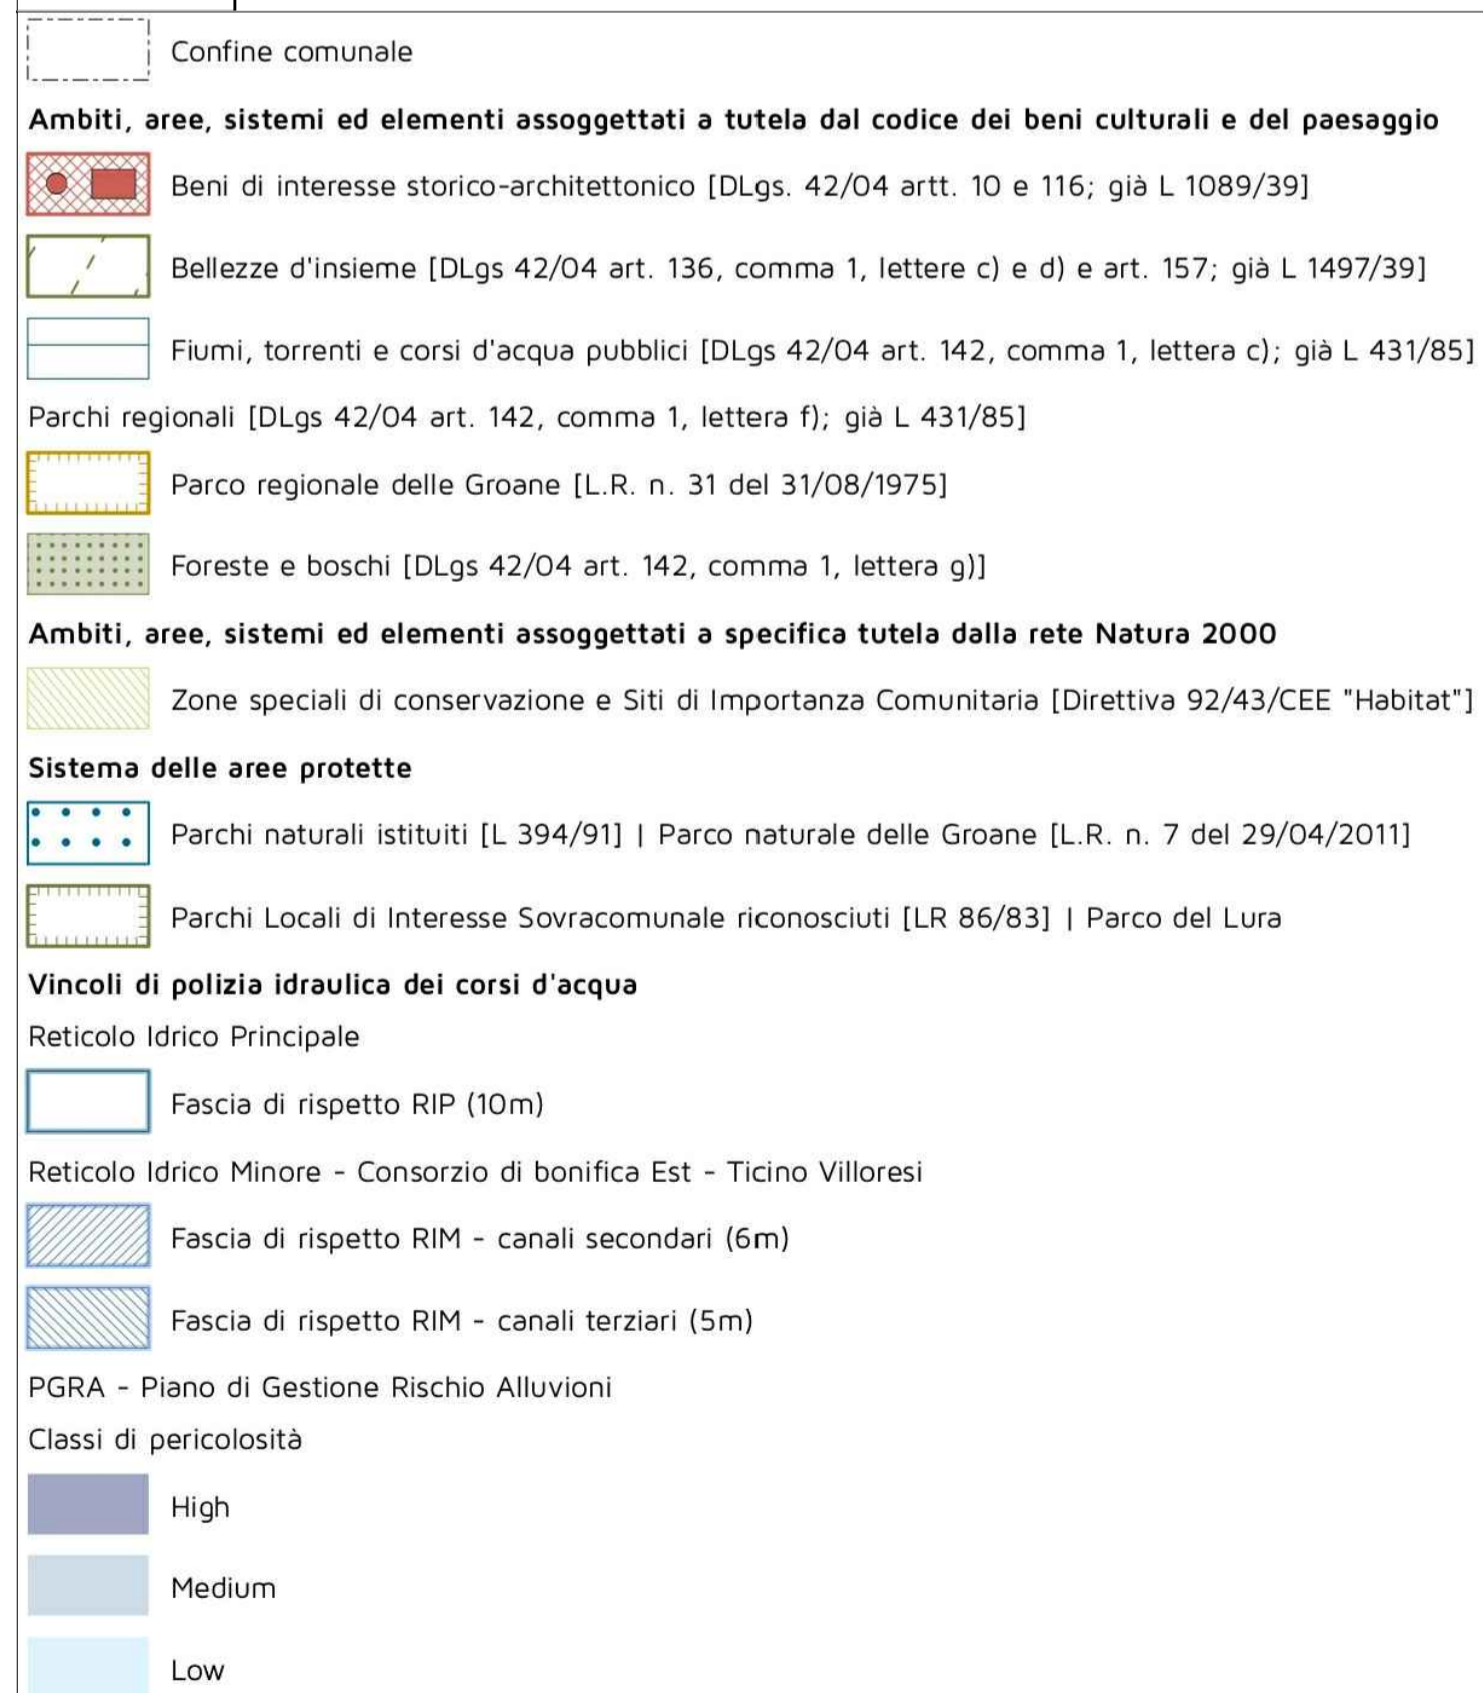 Confine comunale
Ambiti, aree, sistemi ed elementi assoggettati a tutela dal codice dei beni culturali e del paesaggio
Beni di interesse storico-architettonico [DLgs. 42/04 artt. 10 e 116; già L 1089/39]
Bellezze d'insieme [DLgs 42/04 art. 136, comma 1, lettere c) e d) e art. 157; già L 1497/39]
Fiumi, torrenti e corsi d'acqua pubblici [DLgs 42/04 art. 142, comma 1, lettera c); già L 431/85]
Parchi regionali [DLgs 42/04 art. 142, comma 1, lettera f); già L 431/85]
Parco regionale delle Groane [L.R. n. 31 del 31/08/1975]
Foreste e boschi [DLgs 42/04 art. 142, comma 1, lettera g)]
Ambiti, aree, sistemi ed elementi assoggettati a specifica tutela dalla rete Natura 2000
Zone speciali di conservazione e Siti di Importanza Comunitaria [Direttiva 92/43/CEE "Habitat"]
Sistema delle aree protette
Parchi naturali istituiti [L 394/91] | Parco naturale delle Groane [L.R. n. 7 del 29/04/2011]
Parchi Locali di Interesse Sovracomunale riconosciuti [LR 86/83] | Parco del Lura
Vincoli di polizia idraulica dei corsi d'acqua
Reticolo Idrico Principale
Fascia di rispetto RIP (10m)
Reticolo Idrico Minore - Consorzio di bonifica Est - Ticino Villoresi
Fascia di rispetto RIM - canali secondari (6m)
Fascia di rispetto RIM - canali terziari (5m)
PGRA - Piano di Gestione Rischio Alluvioni
Classi di pericolosità
High
Medium
Low